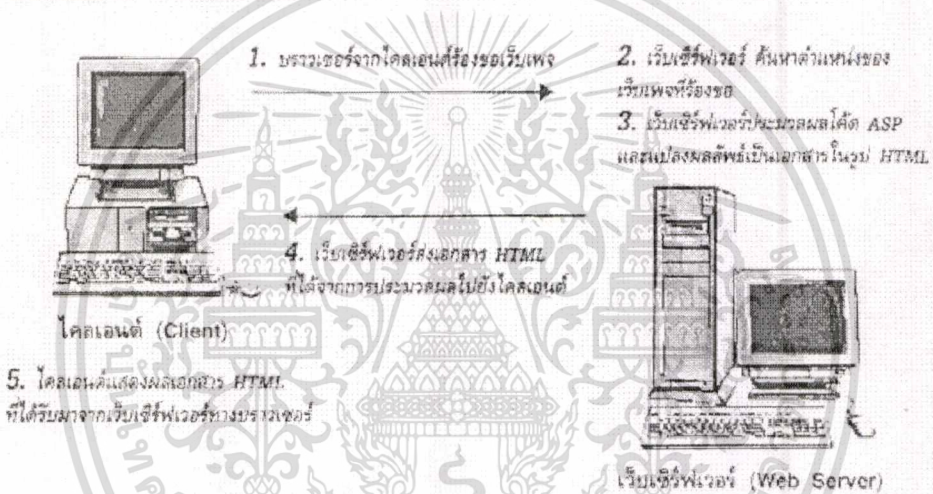 1. บราวเซอร์จากไคลเอนต์ร้องขอเว็บเพจ
2. เว็บเซิร์ฟเวอร์ ค้นหาตำแหน่งของ
เว็บเพจที่ร้องขอ
3. เว็บเซิร์ฟเวอร์ประมวลผลโค้ด ASP
และแปลงผลลัพธ์เป็นเอกสารในรูป HTML
4. เว็บเซิร์ฟเวอร์ส่งเอกสาร HTML
ที่ได้จากการประมวลผลไปยังไคลเอนต์
ไคลเอนต์ (Client)
5. ไคลเอนต์แสดงผลเอกสาร HTML
ที่ได้รับมาจากเว็บเซิร์ฟเวอร์ทางบราวเซอร์
เว็บเซิร์ฟเวอร์ (Web Server)